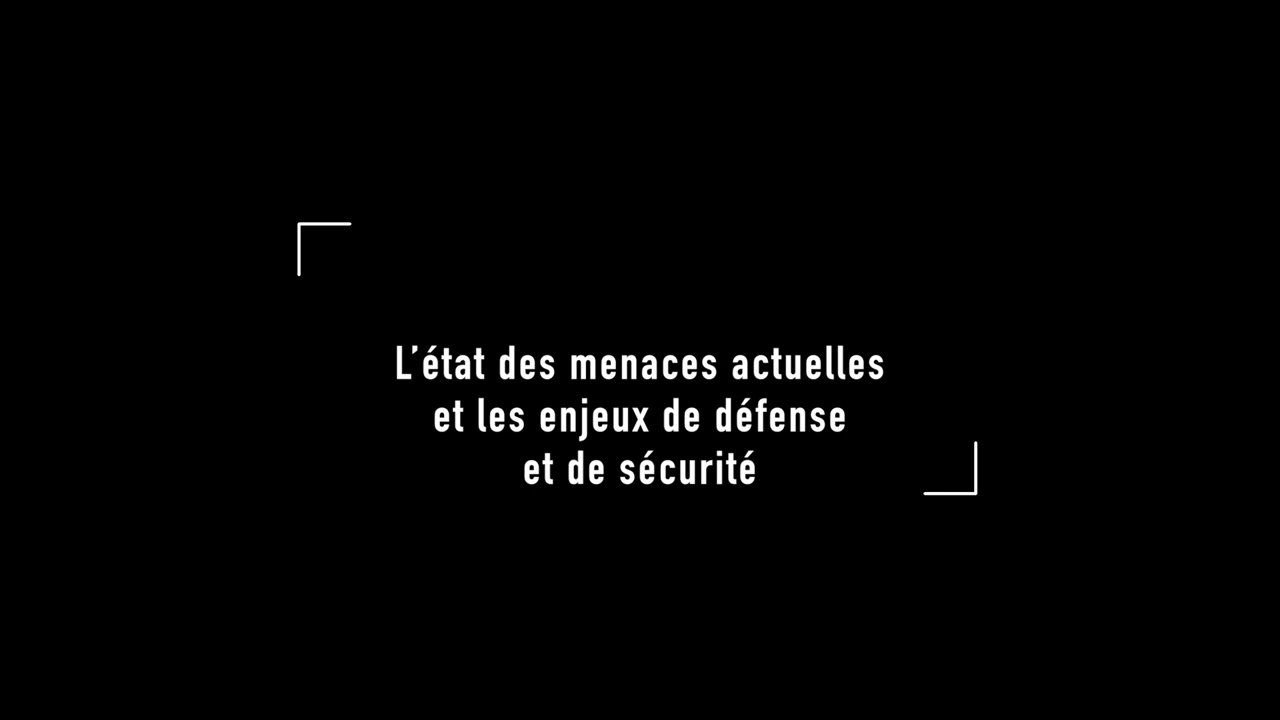 L’état des menaces actuelles
et les enjeux de défense
et de sécurité